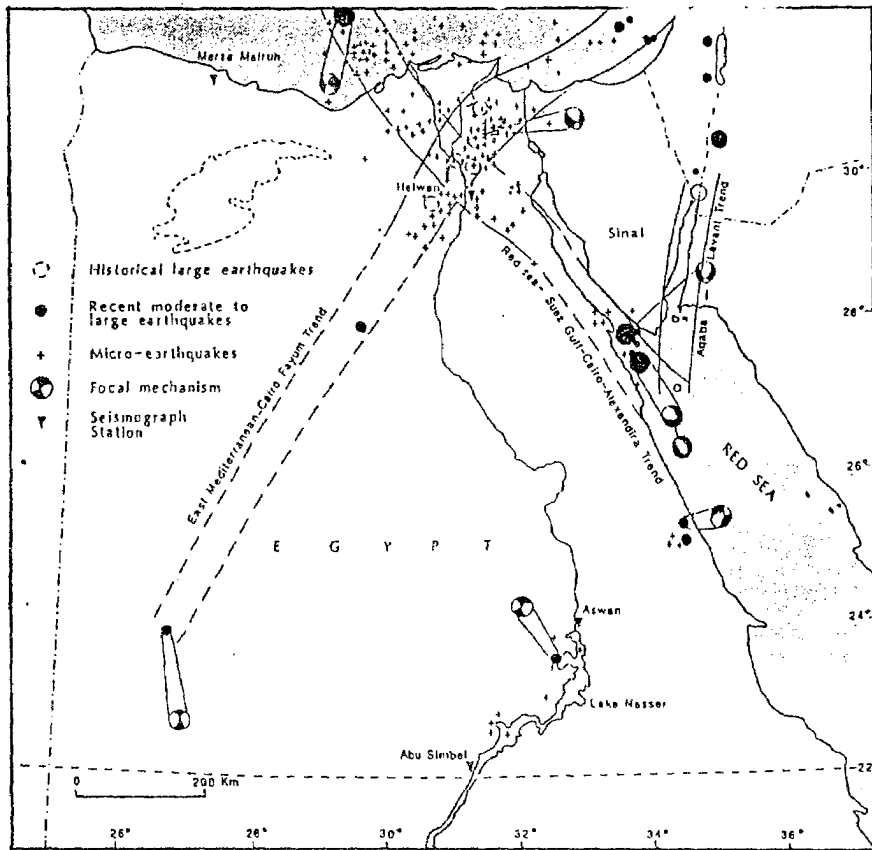 Mersa Matruh
30°
Helwan
Sinai
Levant Trend
Aqaba
28°
Historical large earthquakes
Recent moderate to
large earthquakes
Micro-earthquakes
Focal mechanism
Seismograph
Station
East Mediterranean-Cairo Fayum Trend
Red sea- Suez Gulf-Cairo-Alexandira Trend
RED SEA
26°
E G Y P T
Aswan
24°
Lake Nasser
Abu Simbel
22
0 200 Km
26° 28° 30° 32° 34° 36°